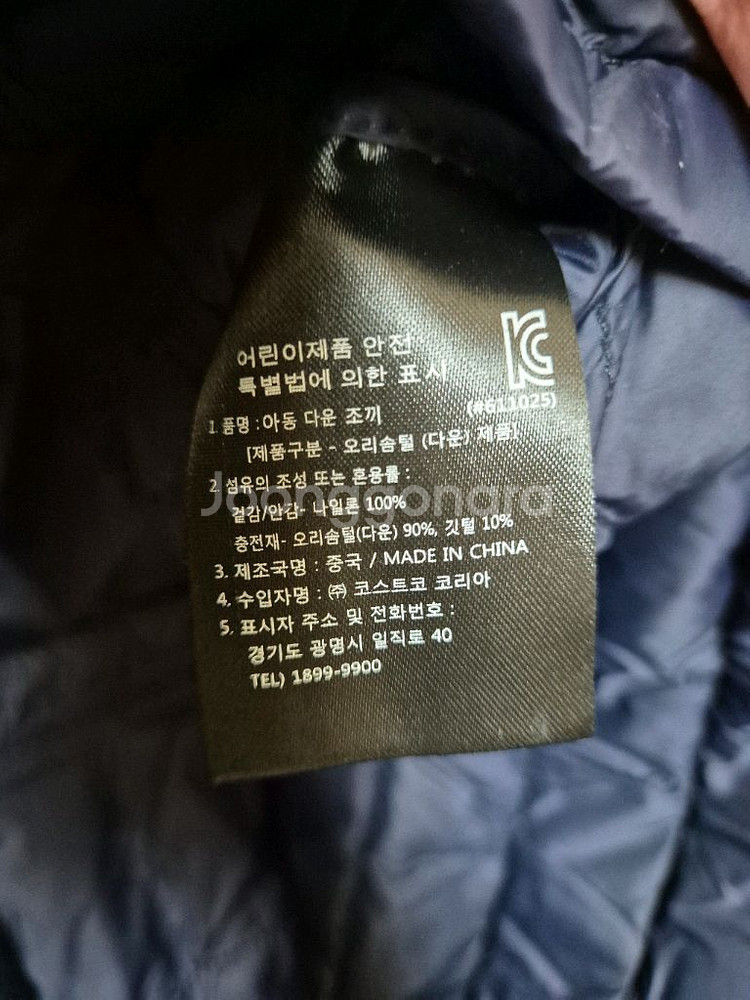 어린이제품 안전
특별법에 의한 표시
KC
(#611025)
1.품명 : 아동 다운 조끼
[제품구분 - 오리솜털 (다운) 제품]
2.섬유의 조성 또는 혼용률 :
겉감/안감- 나일론 100%
충전재- 오리솜털(다운) 90%, 깃털 10%
3. 제조국명 : 중국 / MADE IN CHINA
4. 수입자명 : ㈜ 코스트코 코리아
5. 표시자 주소 및 전화번호 :
경기도 광명시 일직로 40
TEL) 1899-9900
Joonggonara